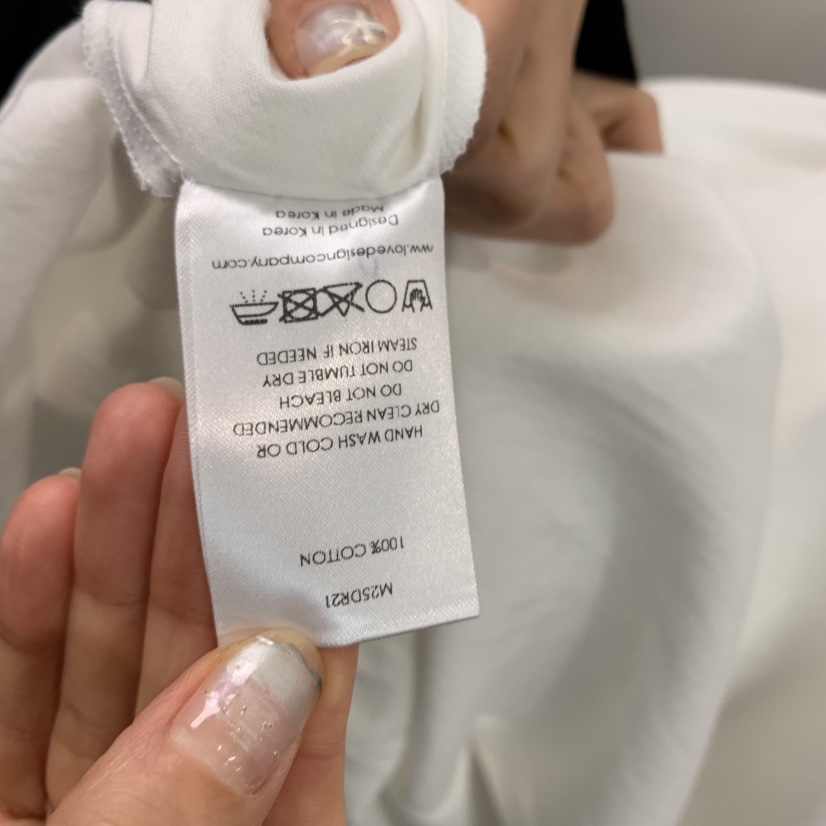 M25DR21
100% COTTON
HAND WASH COLD OR
DRY CLEAN RECOMMENDED
DO NOT BLEACH
DO NOT TUMBLE DRY
STEAM IRON IF NEEDED
www.lovedesigncompany.com
Designed in Korea
Made in Korea